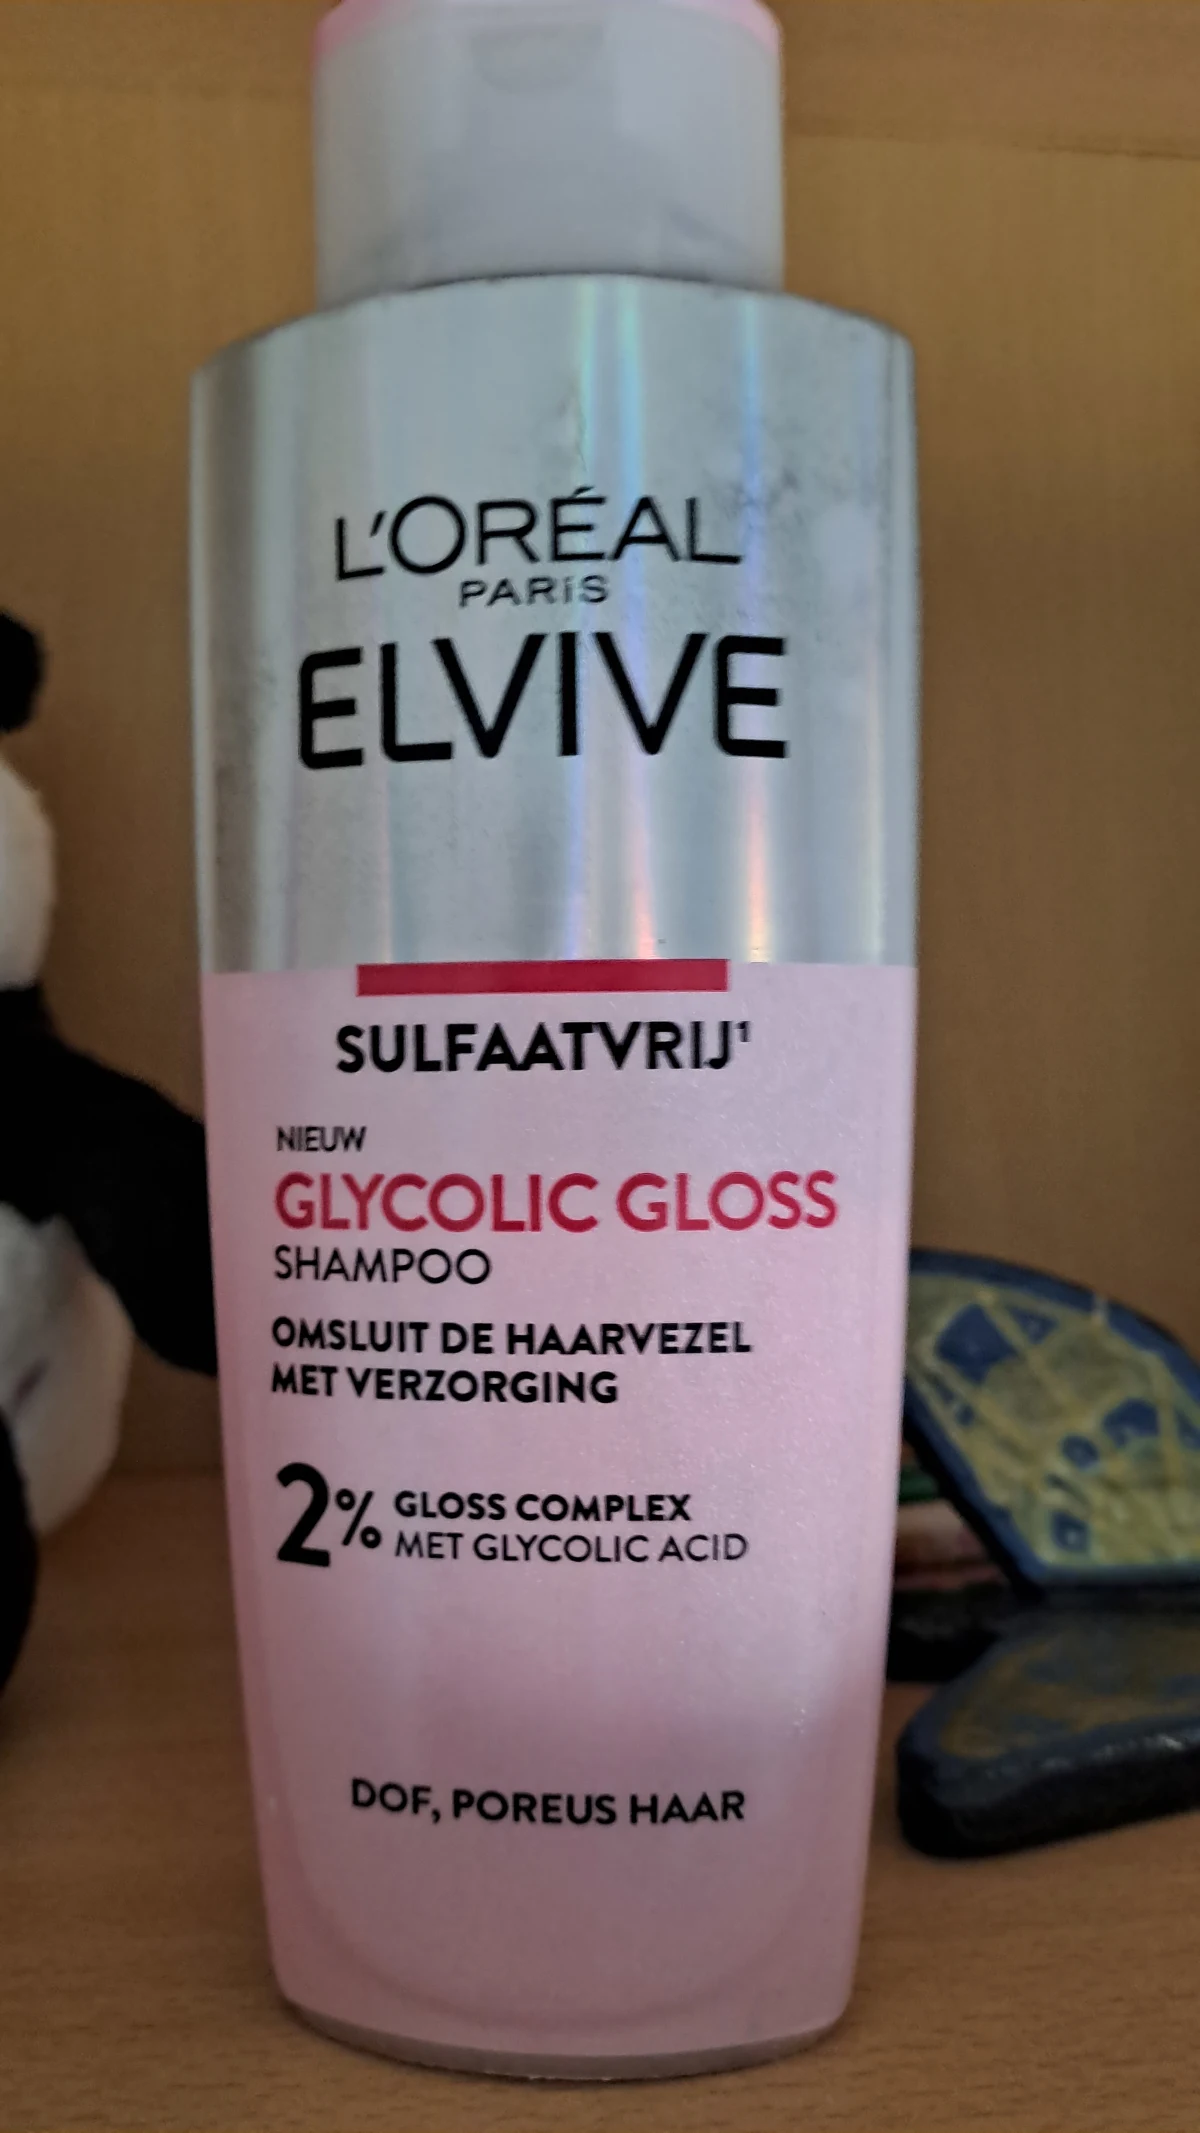 L'ORÉAL
PARiS
ELVIVE
SULFAATVRIJ¹
NIEUW
GLYCOLIC GLOSS
SHAMPOO
OMSLUIT DE HAARVEZEL
MET VERZORGING
2% GLOSS COMPLEX
MET GLYCOLIC ACID
DOF, POREUS HAAR